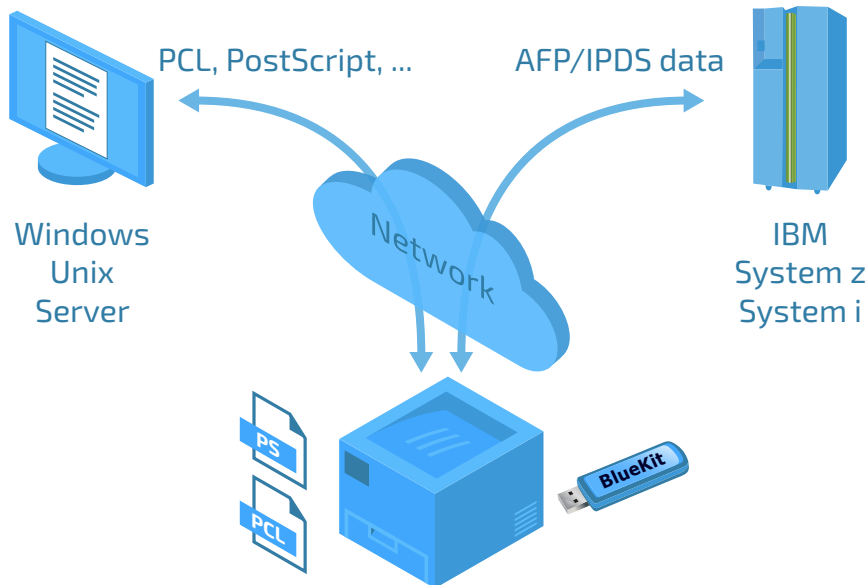 PCL, PostScript, ...
AFP/IPDS data
Network
Windows
Unix
Server
IBM
System z
System i
PS
PCL
BlueKit